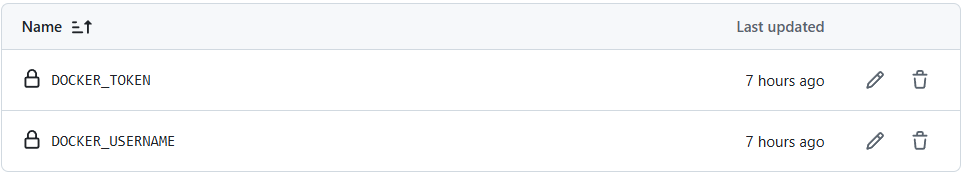 Name Last updated
DOCKER_TOKEN 7 hours ago
DOCKER_USERNAME 7 hours ago